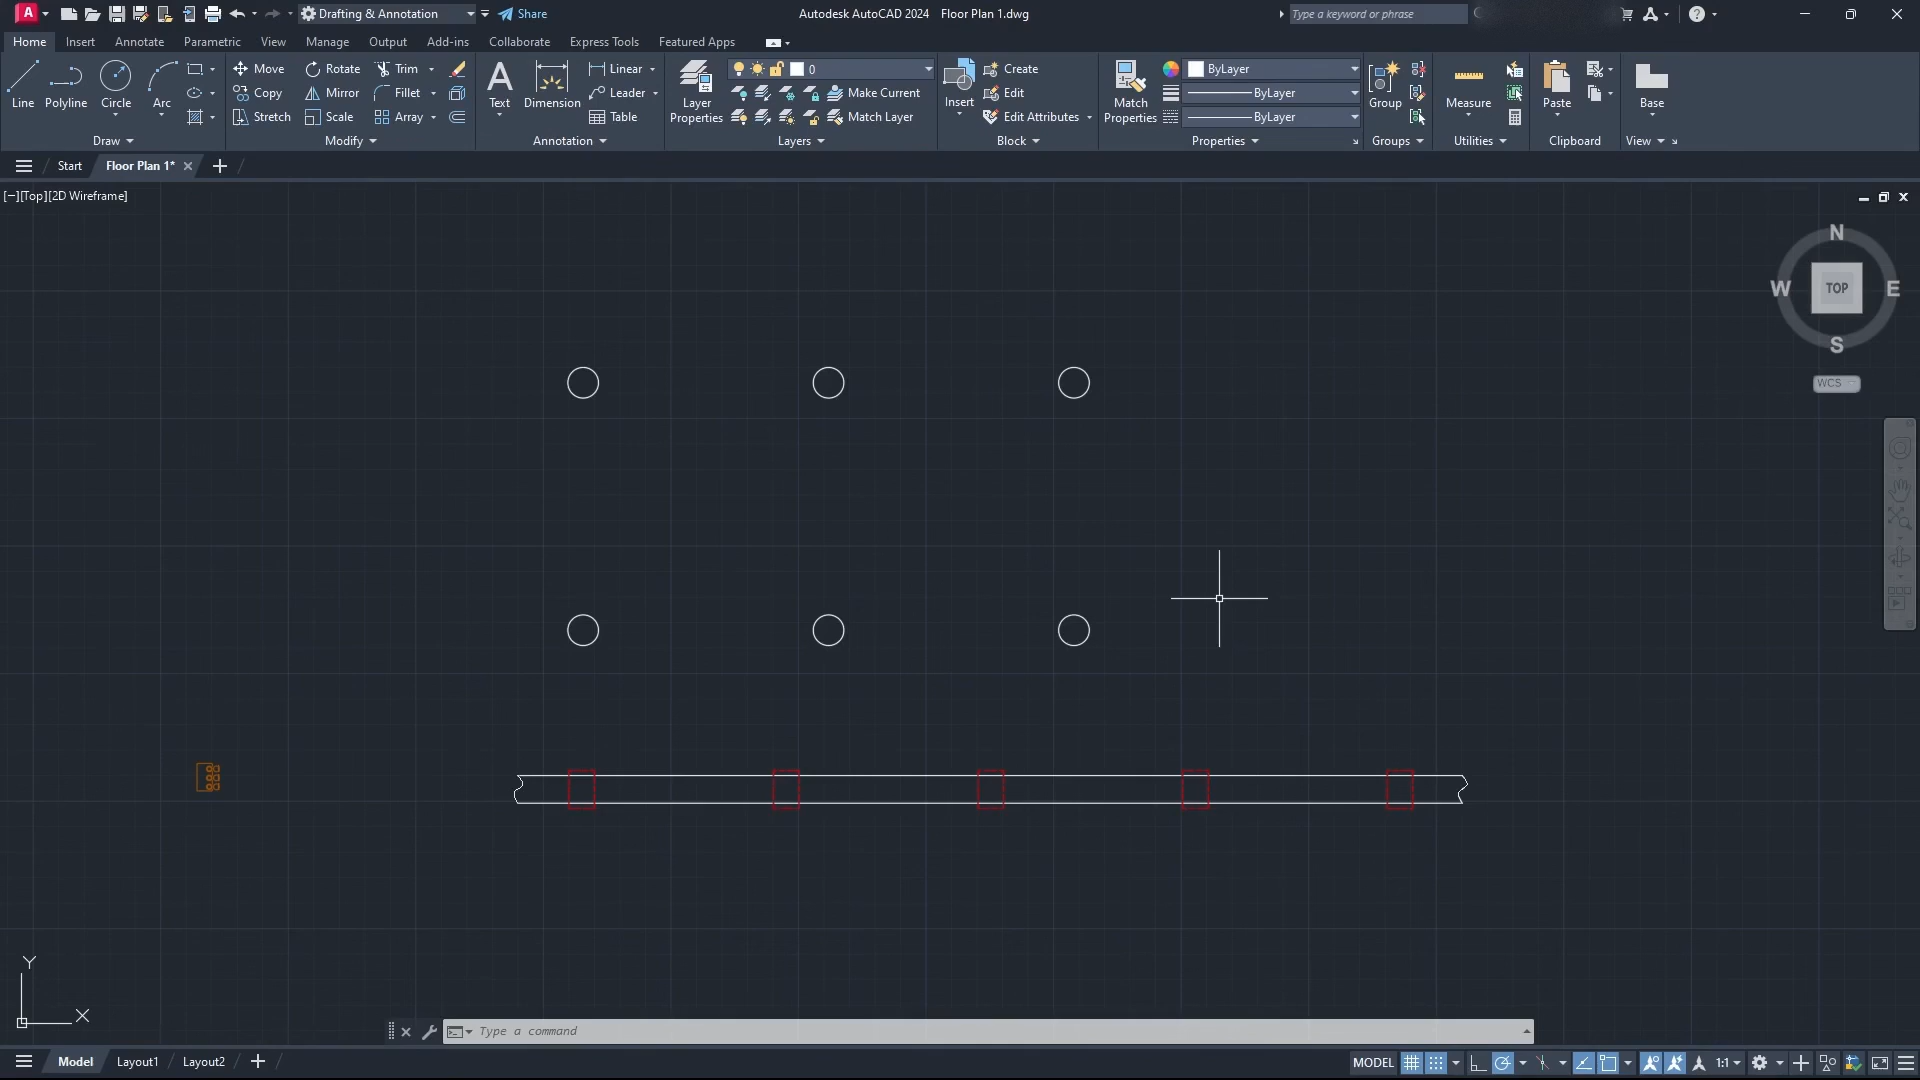 A Drafting & Annotation Share Autodesk AutoCAD 2024 Floor Plan 1.dwg Type a keyword or phrase
Home Insert Annotate Parametric View Manage Output Add-ins Collaborate Express Tools Featured Apps
Line Polyline Circle Arc
Draw
Move Rotate Trim
Copy Mirror Fillet
Stretch Scale Array
Modify
Text Dimension
Linear
Leader
Table
Annotation
Layer Properties
0
Make Current
Match Layer
Layers
Insert
Create
Edit
Edit Attributes
Block
Match Properties
ByLayer
ByLayer
ByLayer
Properties
Group
Groups
Measure
Utilities
Paste
Clipboard
Base
View
Start Floor Plan 1*
[−][Top][2D Wireframe]
N
W TOP E
S
WCS
Y
X
Type a command
Model Layout1 Layout2 MODEL 1:1